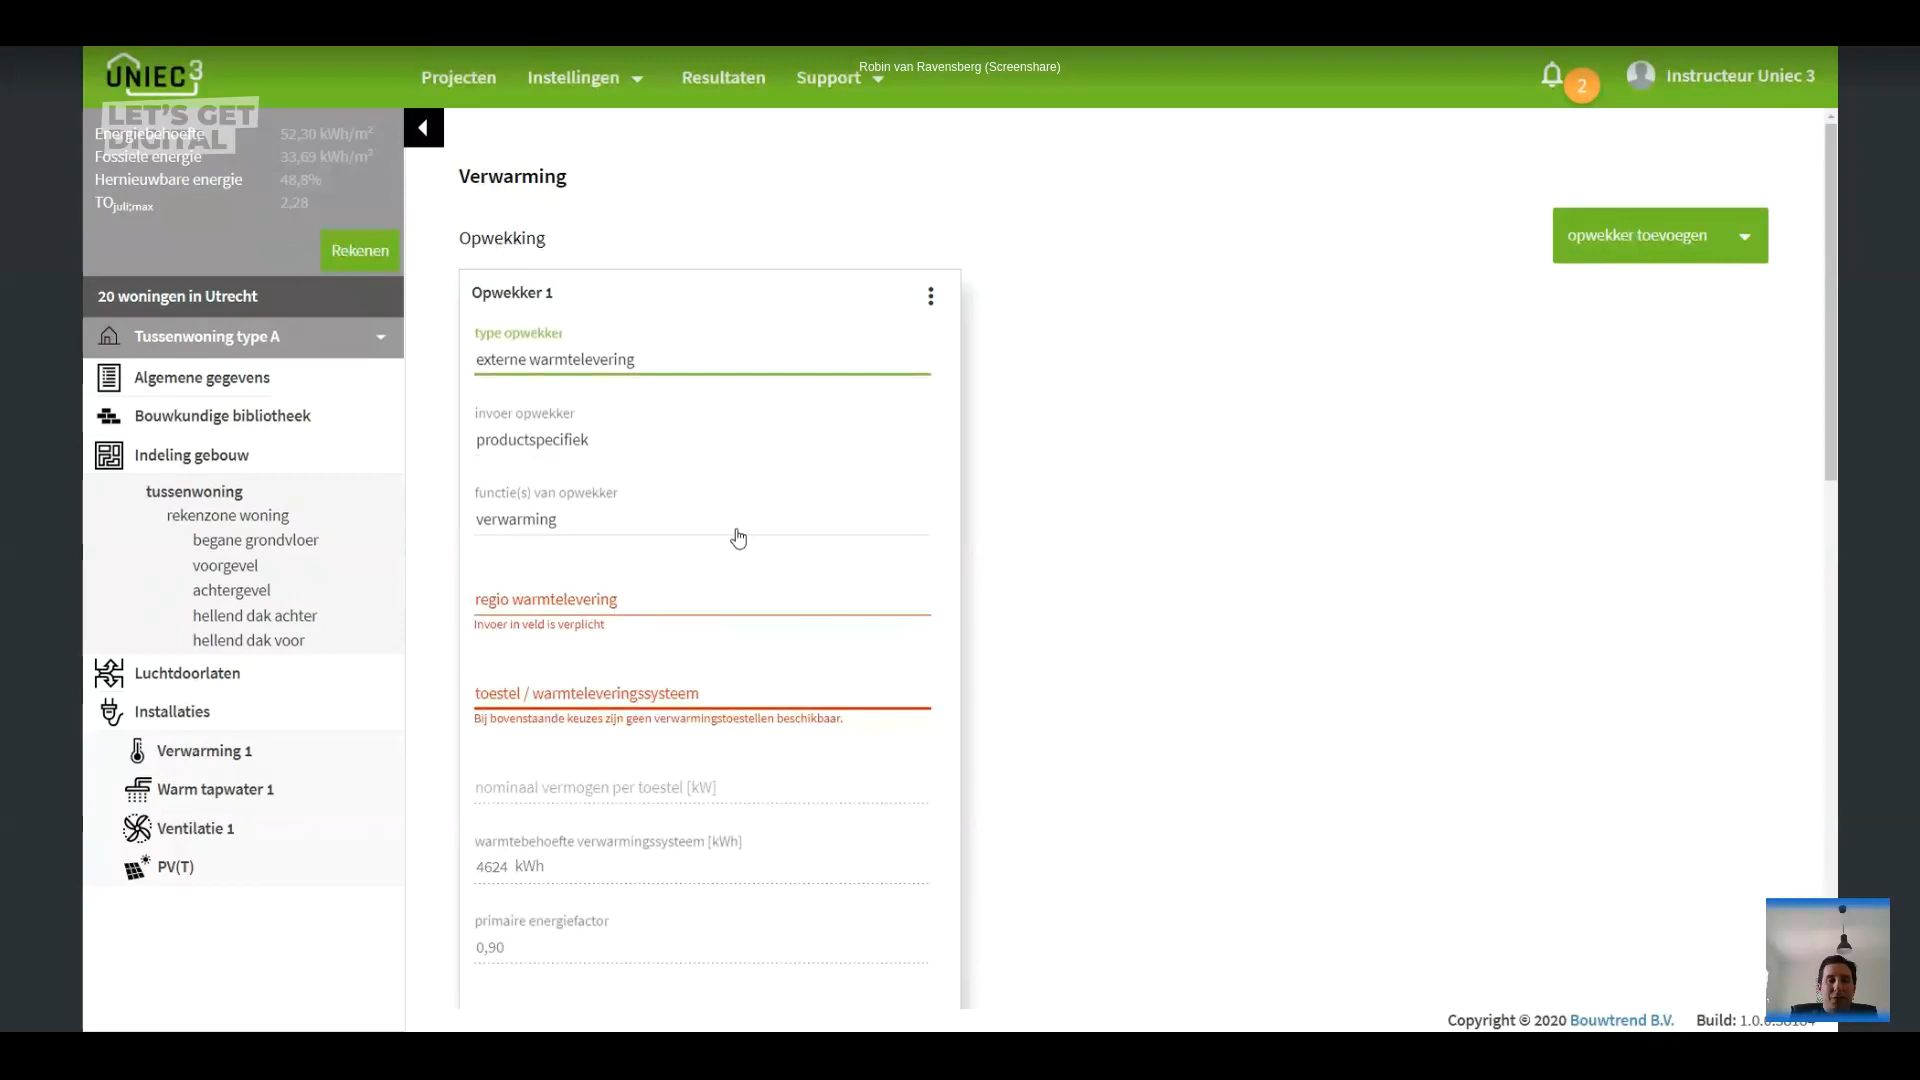 UNIEC 3
Projecten
Instellingen
Resultaten
Support
Robin van Ravensberg (Screenshare)
2
Instructeur Uniec 3
LET'S GET
DIGITAL
Energiebehoefte 52,30 kWh/m²
Fossiele energie 33,69 kWh/m²
Hernieuwbare energie 48,8%
TOjuli;max 2,28
Rekenen
20 woningen in Utrecht
Tussenwoning type A
Algemene gegevens
Bouwkundige bibliotheek
Indeling gebouw
tussenwoning
rekenzone woning
begane grondvloer
voorgevel
achtergevel
hellend dak achter
hellend dak voor
Luchtdoorlaten
Installaties
Verwarming 1
Warm tapwater 1
Ventilatie 1
PV(T)
Verwarming
Opwekking
opwekker toevoegen
Opwekker 1
type opwekker
externe warmtelevering
invoer opwekker
productspecifiek
functie(s) van opwekker
verwarming
regio warmtelevering
Invoer in veld is verplicht
toestel / warmteleveringssysteem
Bij bovenstaande keuzes zijn geen verwarmingstoestellen beschikbaar.
nominaal vermogen per toestel [kW]
warmtebehoefte verwarmingssysteem [kWh]
4624 kWh
primaire energiefactor
0,90
Copyright © 2020 Bouwtrend B.V. Build: